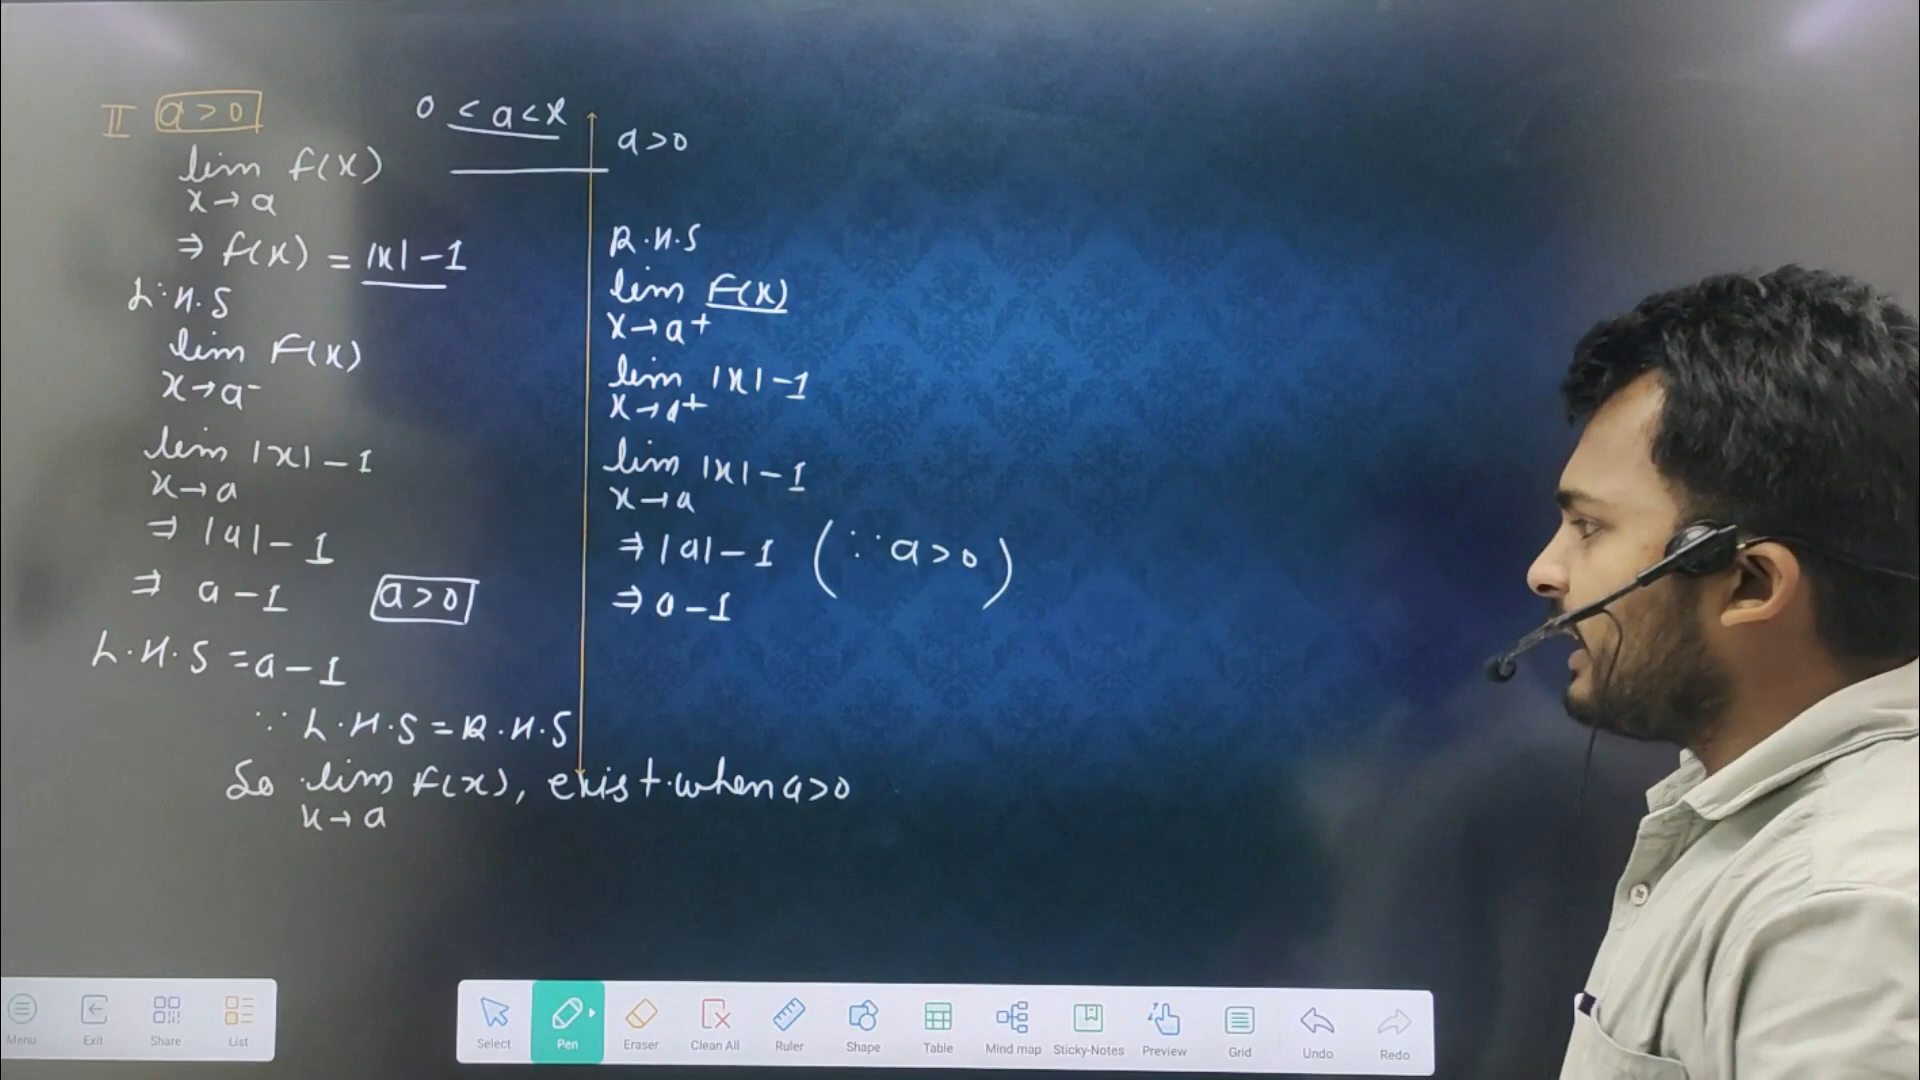 II a>0
0 < a < x
lim f(x)
x→a
⇒ f(x) = |x| -1
L.H.S
lim F(x)
x→a-
lim |x| -1
x→a
⇒ |a| - 1
⇒ a - 1
a>0
L.H.S = a - 1
∵ L.H.S = R.H.S
So lim F(x), exist when a>0
x→a
a>0
R.H.S
lim F(x)
x→a+
lim |x| -1
x→a+
lim |x| -1
x→a
⇒ |a| - 1 (∵ a>0)
⇒ a - 1
Menu Exit Share List
Select Pen Eraser Clean All Ruler Shape Table Mind map Sticky-Notes Preview Grid Undo Redo